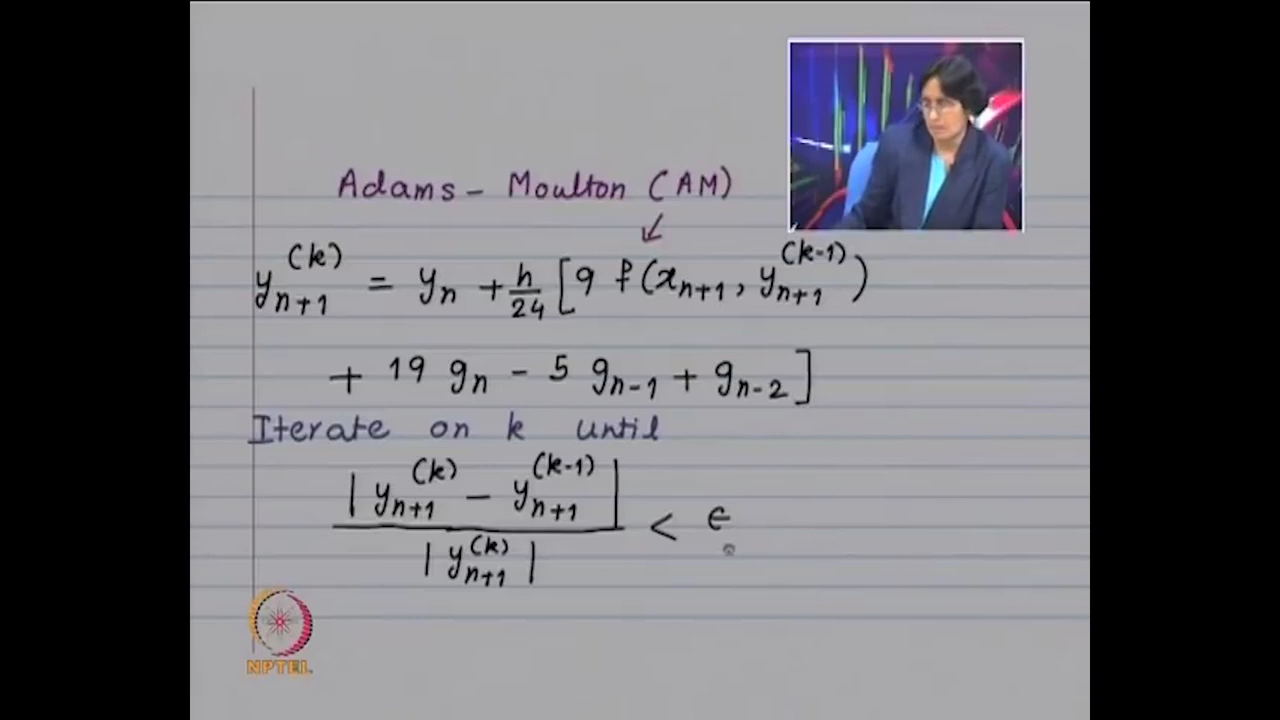 Adams - Moulton (AM)
↙
y_{n+1}^{(k)} = y_n + h/24 [9 f(x_{n+1}, y_{n+1}^{(k-1)})
+ 19 g_n - 5 g_{n-1} + g_{n-2}]
Iterate on k until
|y_{n+1}^{(k)} - y_{n+1}^{(k-1)}| / |y_{n+1}^{(k)}| < ϵ
NPTEL